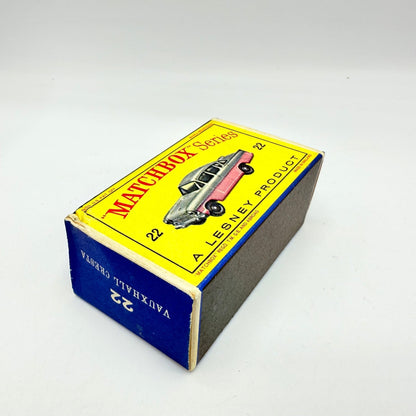 "MATCHBOX" Series
22
22
A LESNEY PRODUCT
22
VAUXHALL CRESTA